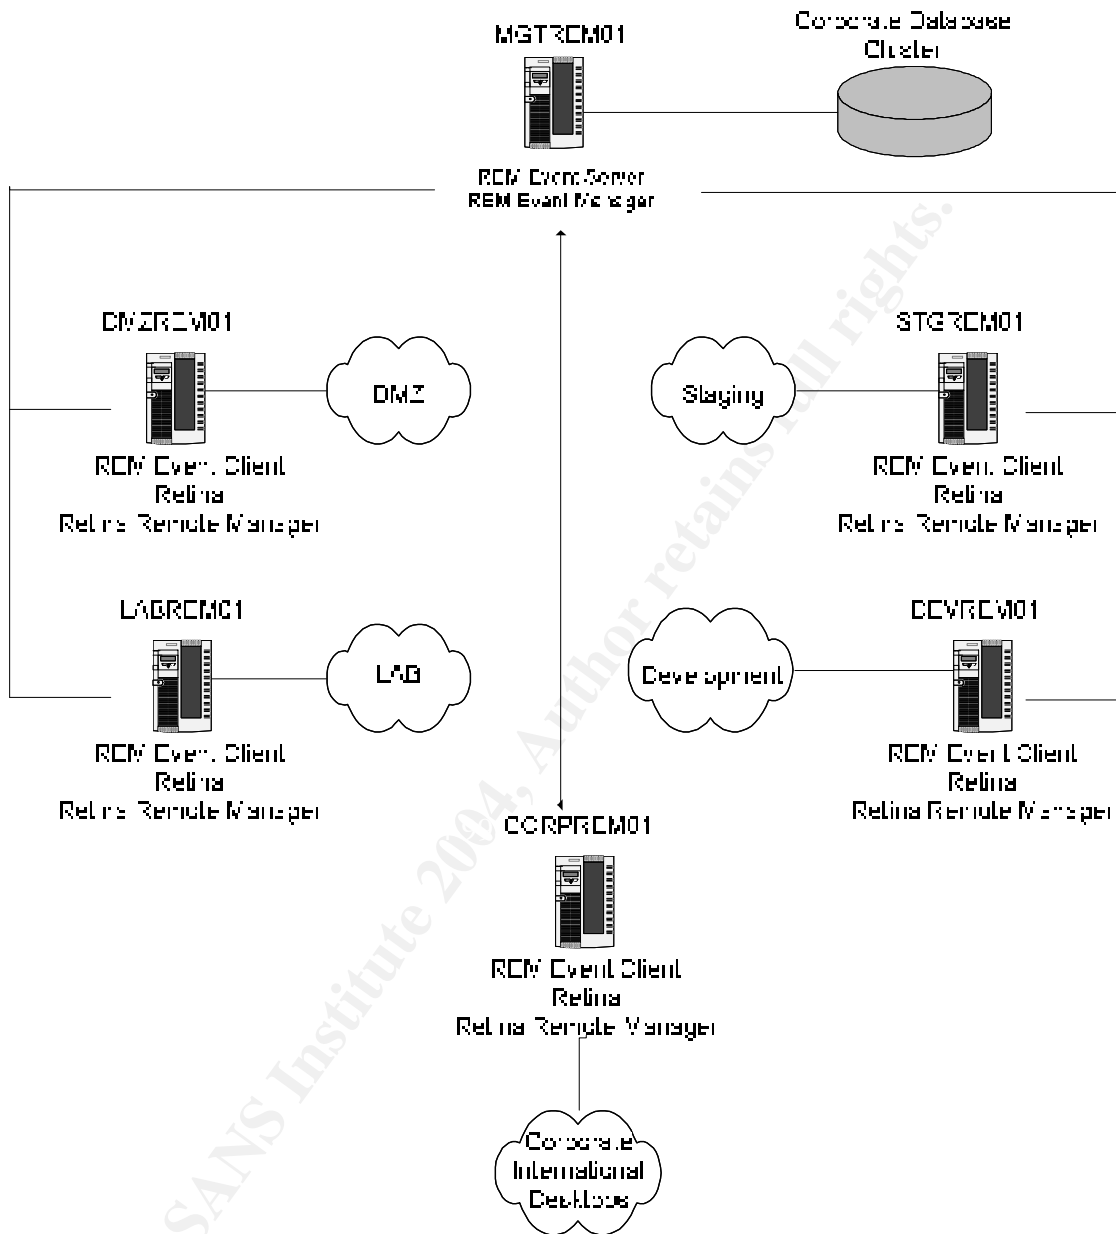 MGTREM01
Corporate Database
Cluster
REM Event Server
REM Event Manager
DMZREM01
DMZ
REM Event Client
Retina
Retina Remote Manager
STGREM01
Staging
REM Event Client
Retina
Retina Remote Manager
LABREM01
LAB
REM Event Client
Retina
Retina Remote Manager
DEVREM01
Development
REM Event Client
Retina
Retina Remote Manager
CORPREM01
REM Event Client
Retina
Retina Remote Manager
Corporate
International
Desktops
SANS Institute 2004, Author retains full rights.